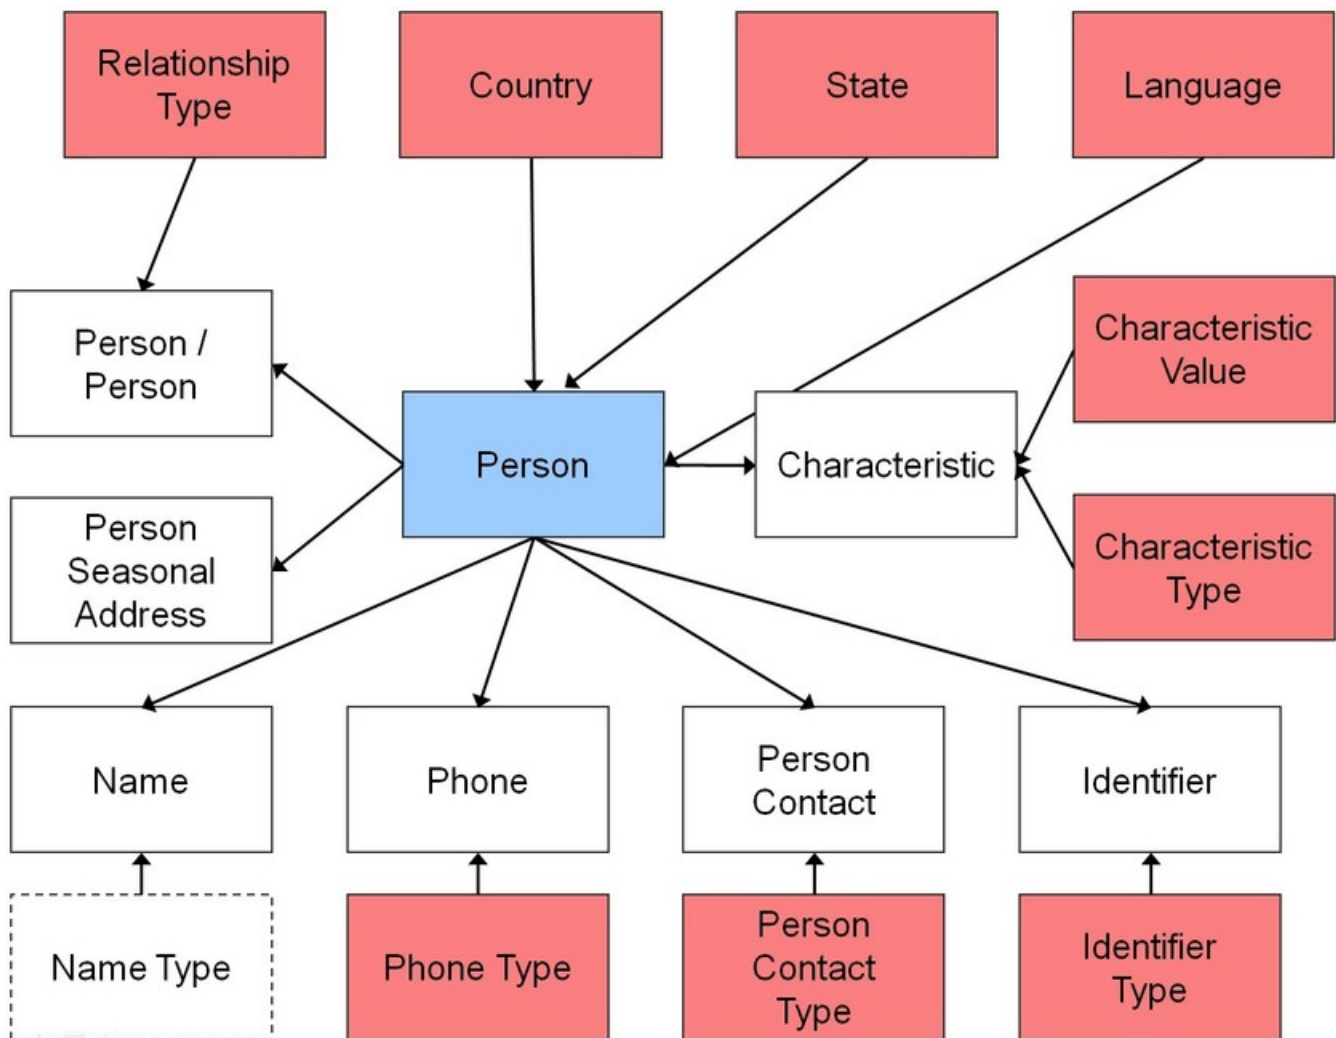 Relationship
Type
Country
State
Language
Person /
Person
Characteristic
Value
Person
Characteristic
Person
Seasonal
Address
Characteristic
Type
Name
Phone
Person
Contact
Identifier
Name Type
Phone Type
Person
Contact
Type
Identifier
Type